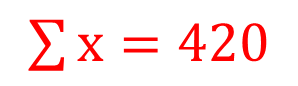 ∑ x = 420